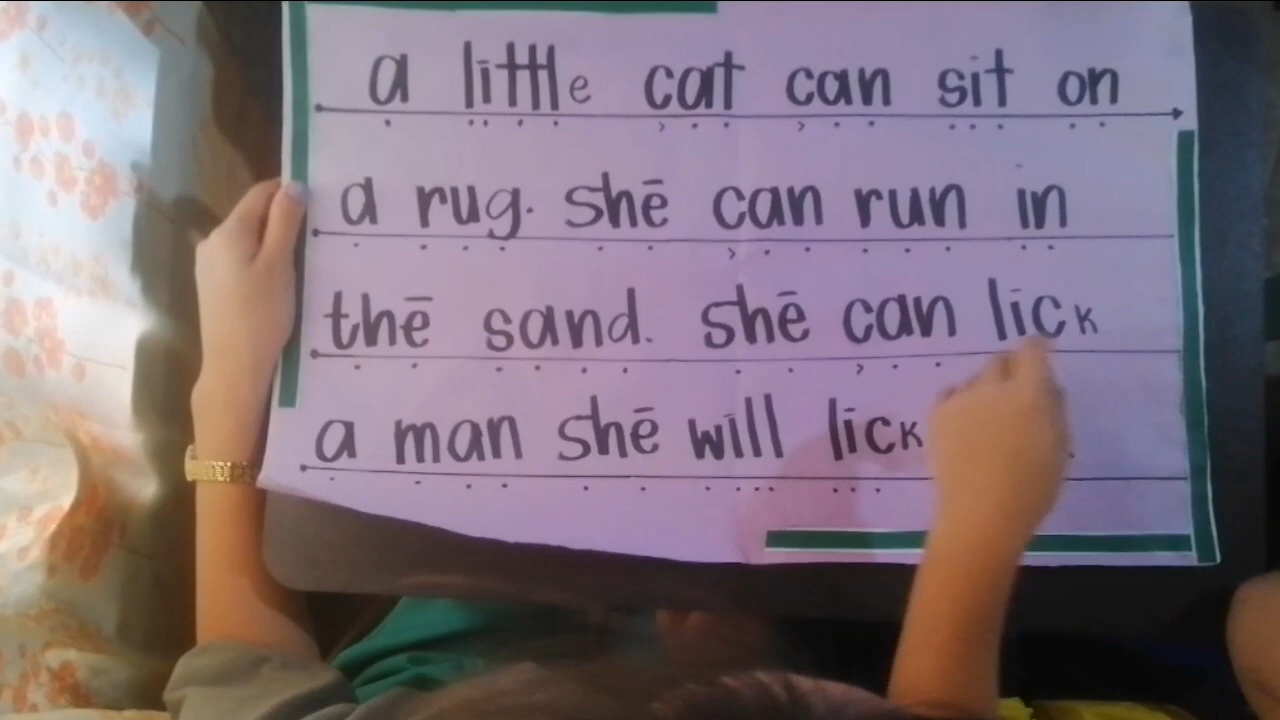 a little cat can sit on
a rug. shē can run in
thē sand. shē can lick
a man shē will lick